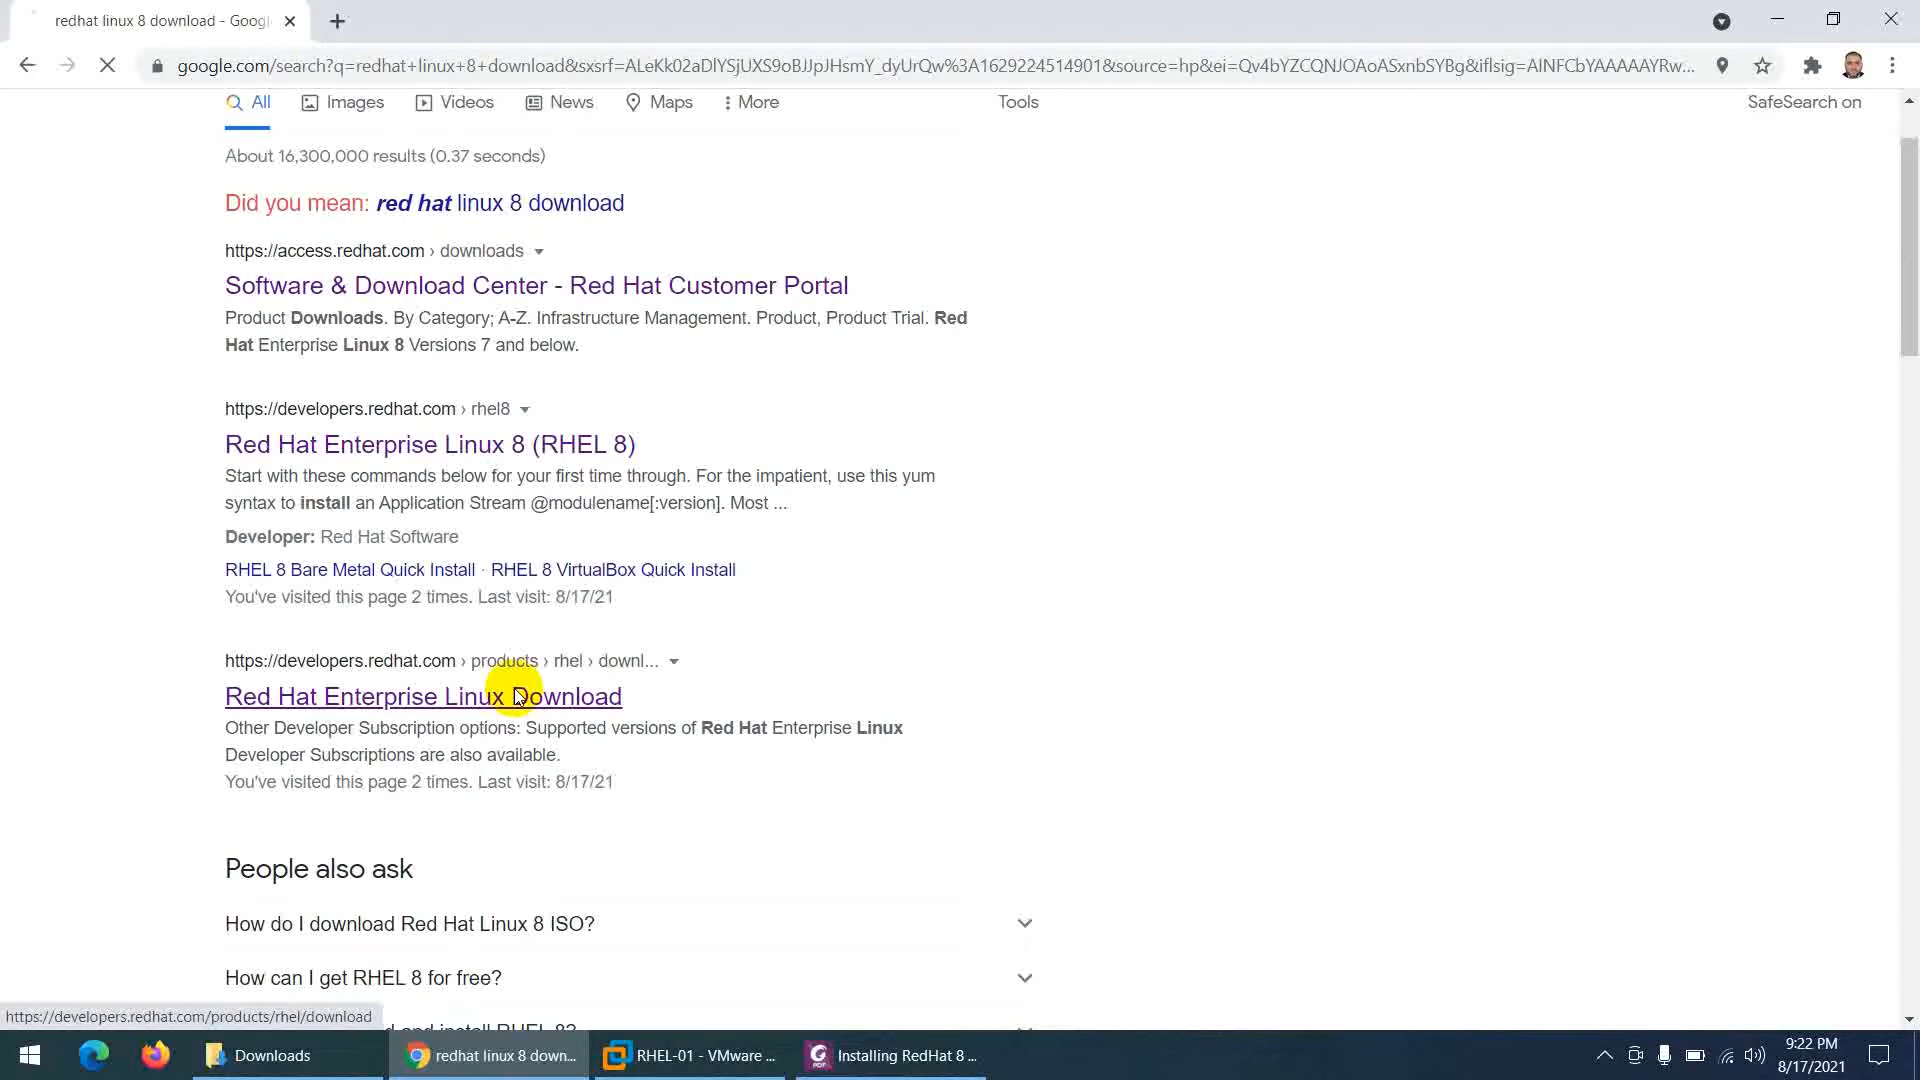 redhat linux 8 download - Googl
google.com/search?q=redhat+linux+8+download&sxsrf=ALeKk02aDlYSjUXS9oBJJpJHsmY_dyUrQw%3A1629224514901&source=hp&ei=Qv4bYZCQNJOAoASxnbSYBg&iflsig=AINFCbYAAAAAYRw...
All
Images
Videos
News
Maps
More
Tools
SafeSearch on
About 16,300,000 results (0.37 seconds)
Did you mean: red hat linux 8 download
https://access.redhat.com › downloads
Software & Download Center - Red Hat Customer Portal
Product Downloads. By Category; A-Z. Infrastructure Management. Product, Product Trial. Red
Hat Enterprise Linux 8 Versions 7 and below.
https://developers.redhat.com › rhel8
Red Hat Enterprise Linux 8 (RHEL 8)
Start with these commands below for your first time through. For the impatient, use this yum
syntax to install an Application Stream @modulename[:version]. Most ...
Developer: Red Hat Software
RHEL 8 Bare Metal Quick Install · RHEL 8 VirtualBox Quick Install
You've visited this page 2 times. Last visit: 8/17/21
https://developers.redhat.com › products › rhel › downl...
Red Hat Enterprise Linux Download
Other Developer Subscription options: Supported versions of Red Hat Enterprise Linux
Developer Subscriptions are also available.
You've visited this page 2 times. Last visit: 8/17/21
People also ask
How do I download Red Hat Linux 8 ISO?
How can I get RHEL 8 for free?
and install RHEL 8?
https://developers.redhat.com/products/rhel/download
Downloads
redhat linux 8 down...
RHEL-01 - VMware ...
Installing RedHat 8 ...
9:22 PM
8/17/2021